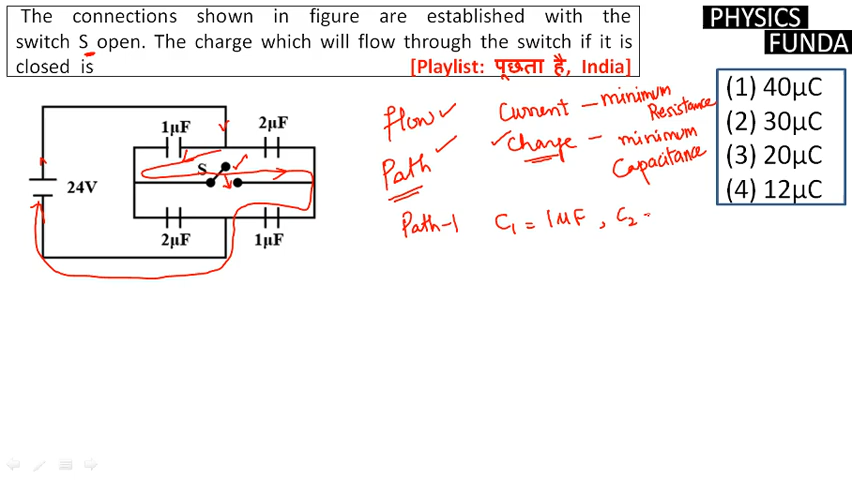 The connections shown in figure are established with the
switch S open. The charge which will flow through the switch if it is
closed is [Playlist: पूछता है, India]
PHYSICS
FUNDA
(1) 40μC
(2) 30μC
(3) 20μC
(4) 12μC
1μF
2μF
S
24V
2μF
1μF
Flow ✓ Current – minimum Resistance
Path ✓ ✓ Charge – minimum Capacitance
Path-1 C₁ = 1μF , C₂ -